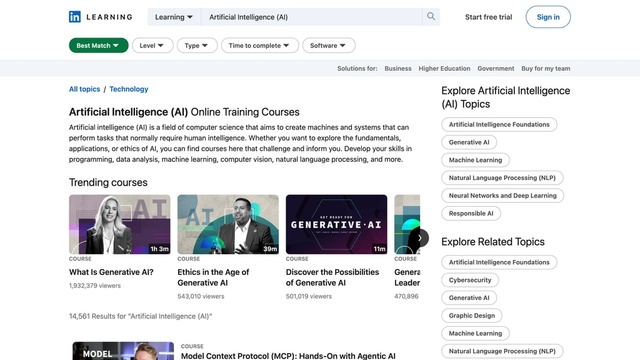 in LEARNING
Learning
Artificial Intelligence (AI)
Start free trial
Sign in
Best Match
Level
Type
Time to complete
Software
Solutions for: Business Higher Education Government Buy for my team
All topics / Technology
Artificial Intelligence (AI) Online Training Courses
Artificial intelligence (AI) is a field of computer science that aims to create machines and systems that can
perform tasks that normally require human intelligence. Whether you want to explore the fundamentals,
applications, or ethics of AI, you can find courses here that challenge and inform you. Develop your skills in
programming, data analysis, machine learning, computer vision, natural language processing, and more.
Trending courses
AI
1h 3m
COURSE
What Is Generative AI?
1,932,379 viewers
AI
39m
COURSE
Ethics in the Age of
Generative AI
543,010 viewers
GET READY FOR
GENERATIVE AI
11m
COURSE
Discover the Possibilities
of Generative AI
501,019 viewers
COURSE
Genera
Leader
470,896
14,561 Results for "Artificial Intelligence (AI)"
MODEL
COURSE
Model Context Protocol (MCP): Hands-On with Agentic AI
Explore Artificial Intelligence
(AI) Topics
Artificial Intelligence Foundations
Generative AI
Machine Learning
Natural Language Processing (NLP)
Neural Networks and Deep Learning
Responsible AI
Explore Related Topics
Artificial Intelligence Foundations
Cybersecurity
Generative AI
Graphic Design
Machine Learning
Natural Language Processing (NLP)